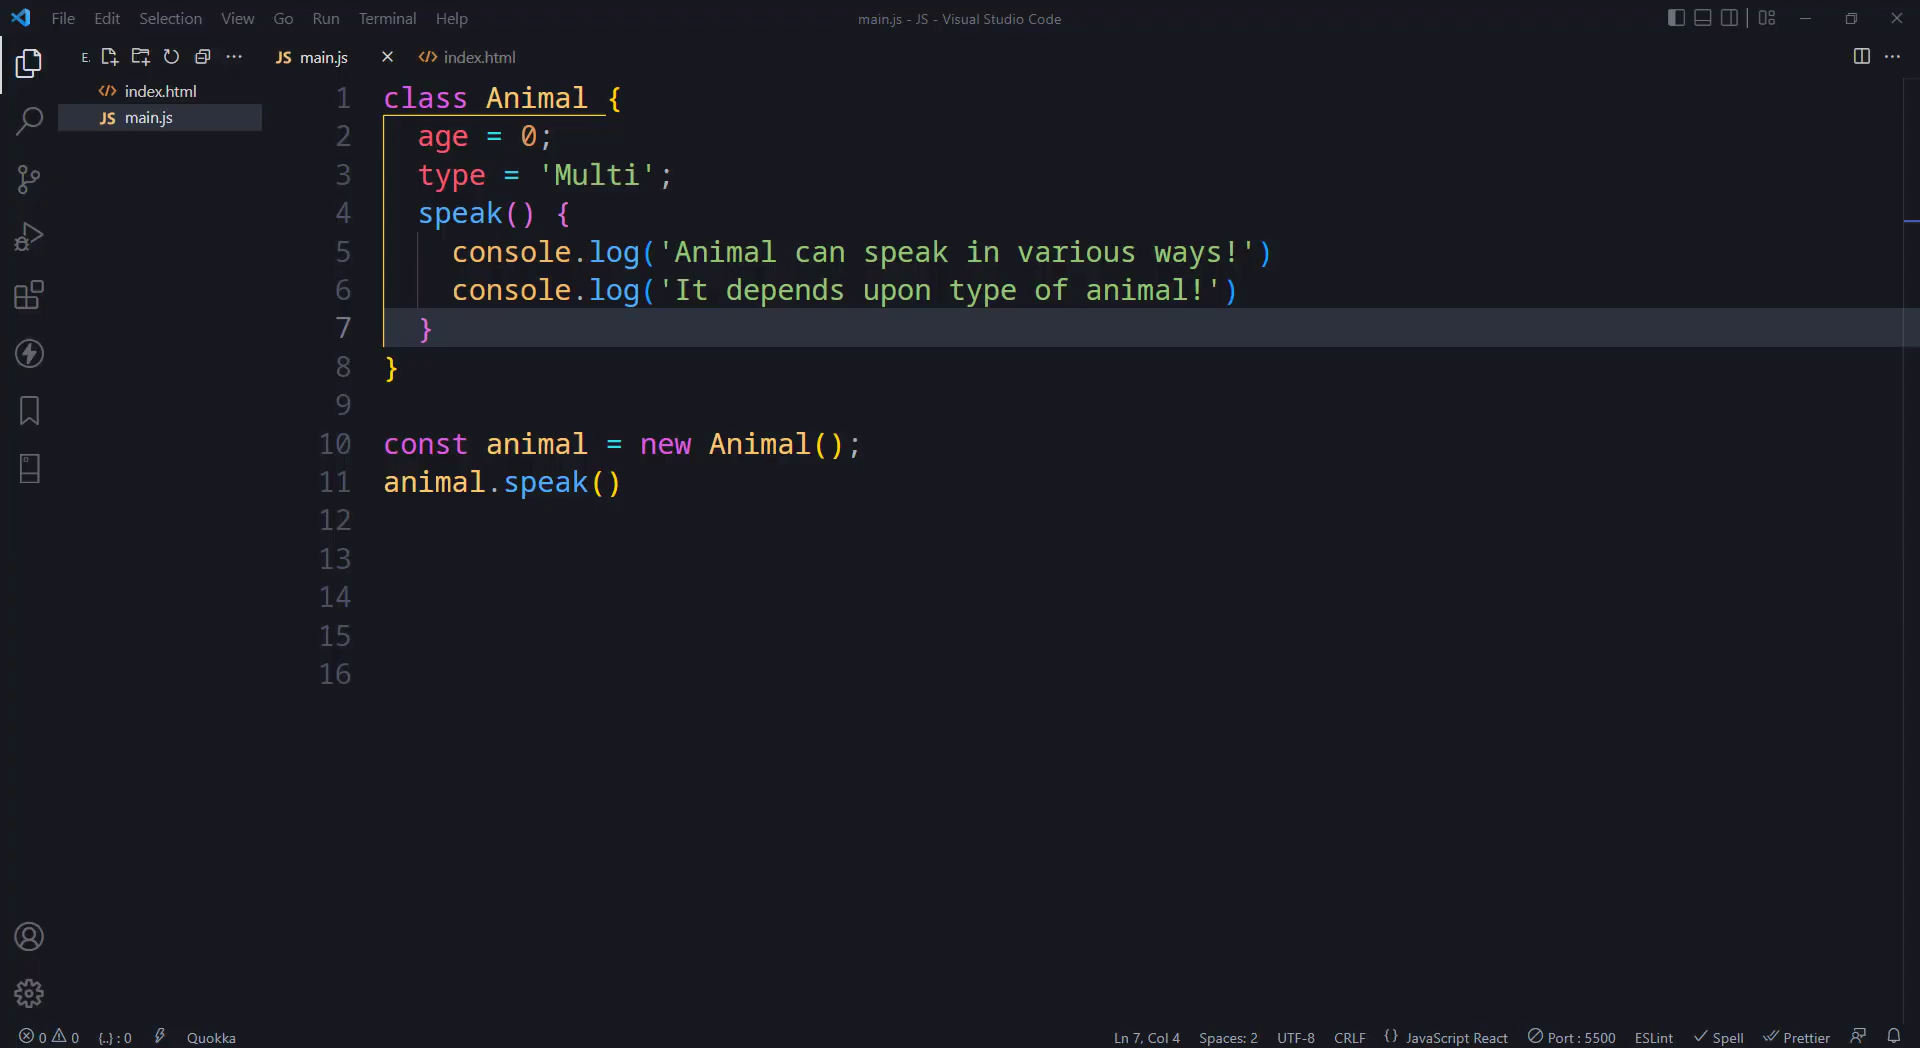 File Edit Selection View Go Run Terminal Help main.js - JS - Visual Studio Code
E. JS main.js index.html
index.html
JS main.js
1 class Animal {
2 age = 0;
3 type = 'Multi';
4 speak() {
5 console.log('Animal can speak in various ways!')
6 console.log('It depends upon type of animal!')
7 }
8 }
9
10 const animal = new Animal();
11 animal.speak()
12
13
14
15
16
0 0 {..} : 0 Quokka Ln 7, Col 4 Spaces: 2 UTF-8 CRLF {} JavaScript React Port : 5500 ESLint Spell Prettier